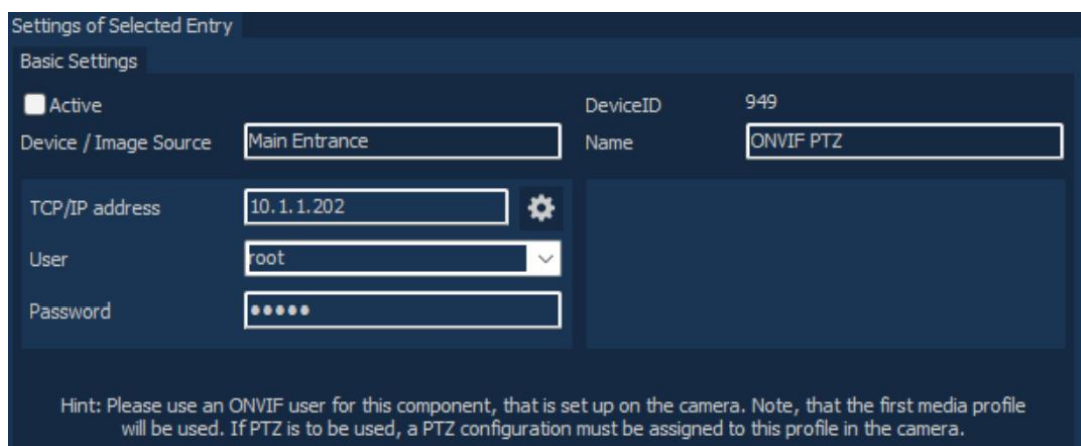 Settings of Selected Entry
Basic Settings
Active DeviceID 949
Device / Image Source Main Entrance Name ONVIF PTZ
TCP/IP address 10.1.1.202
User root
Password •••••
Hint: Please use an ONVIF user for this component, that is set up on the camera. Note, that the first media profile
will be used. If PTZ is to be used, a PTZ configuration must be assigned to this profile in the camera.